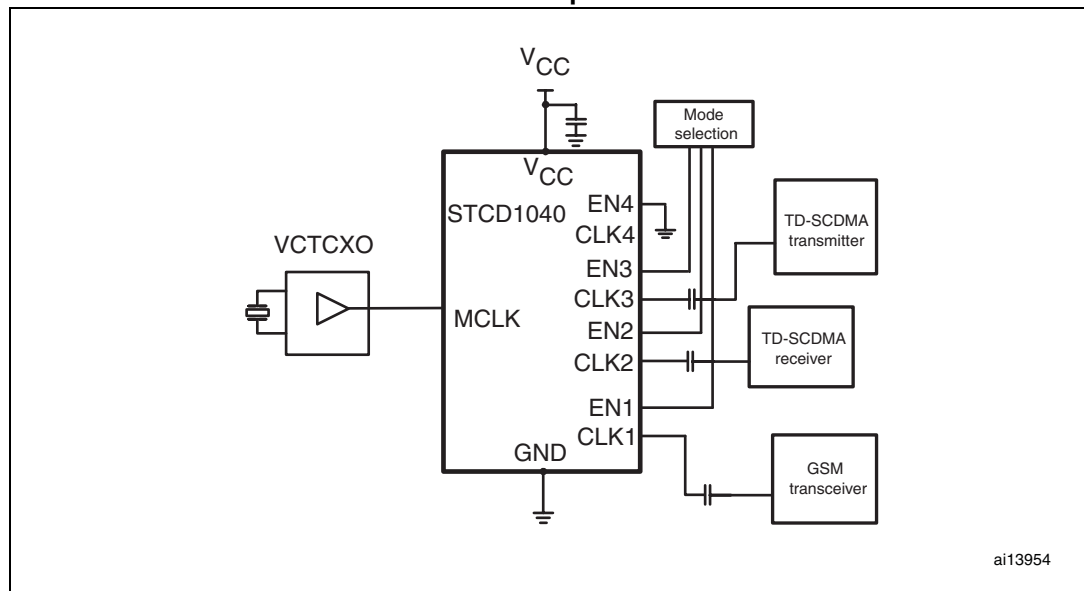 VCC
Mode
selection
VCC
STCD1040
EN4
CLK4
TD-SCDMA
transmitter
VCTCXO
EN3
CLK3
MCLK
EN2
CLK2
TD-SCDMA
receiver
EN1
CLK1
GND
GSM
transceiver
ai13954